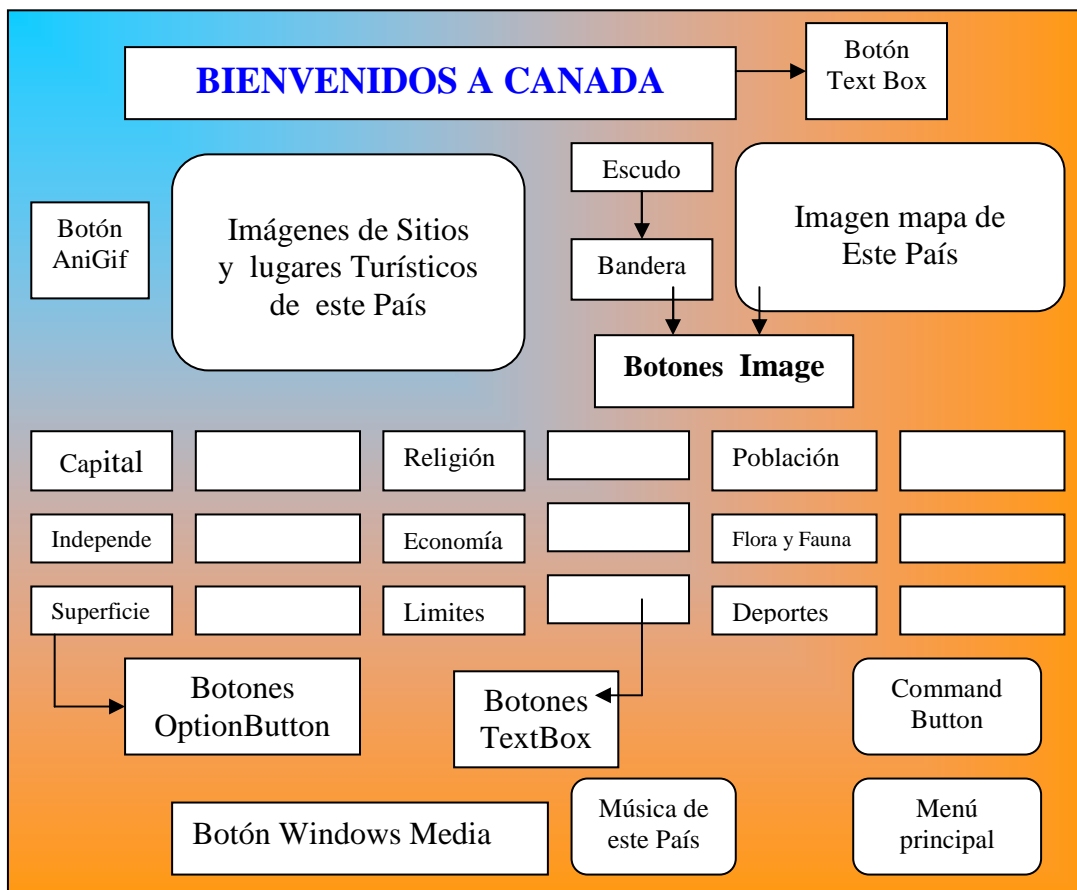 BIENVENIDOS A CANADA
Botón
Text Box
Botón
AniGif
Imágenes de Sitios
y lugares Turísticos
de este País
Escudo
Bandera
Imagen mapa de
Este País
Botones Image
Capital
Religión
Población
Independe
Economía
Flora y Fauna
Superficie
Limites
Deportes
Botones
OptionButton
Botones
TextBox
Command
Button
Botón Windows Media
Música de
este País
Menú
principal